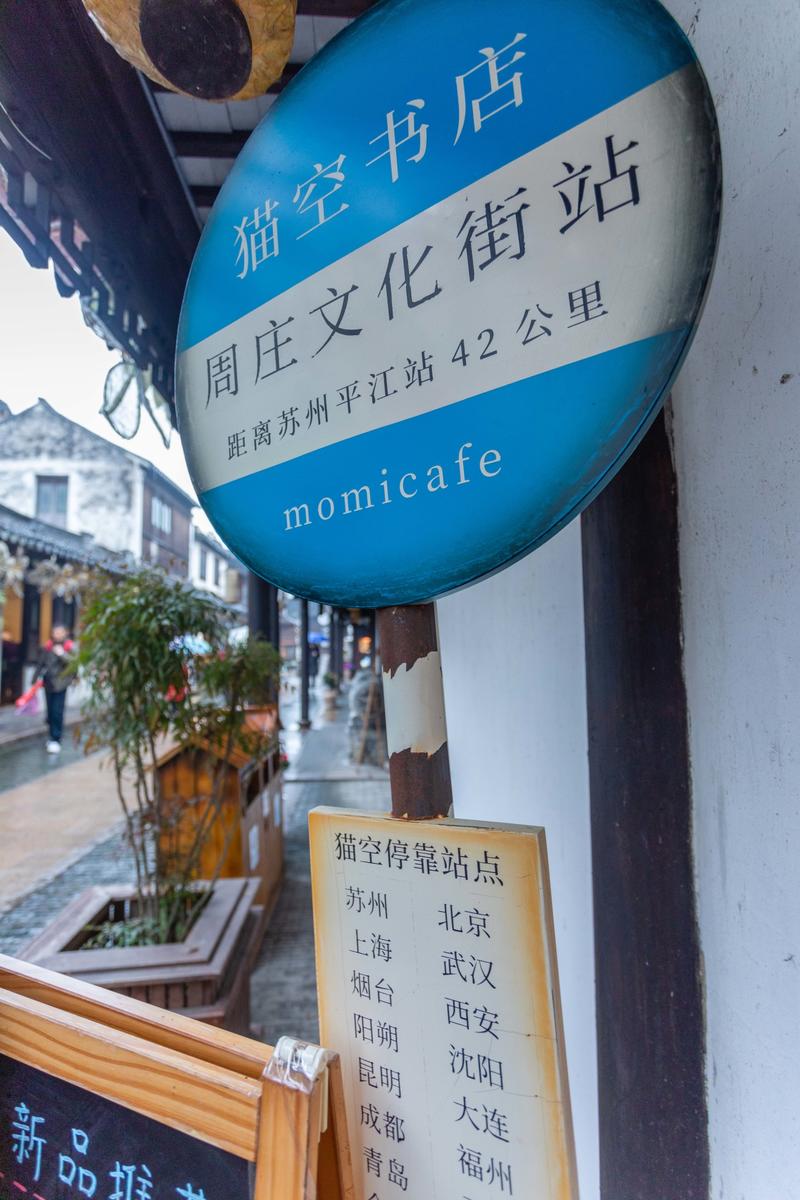 猫空书店
周庄文化街站
距离苏州平江站 42 公里
momicafe
猫空停靠站点
苏州 北京
上海 武汉
烟台 西安
阳朔 沈阳
昆明 大连
成都 福州
青岛
新品推